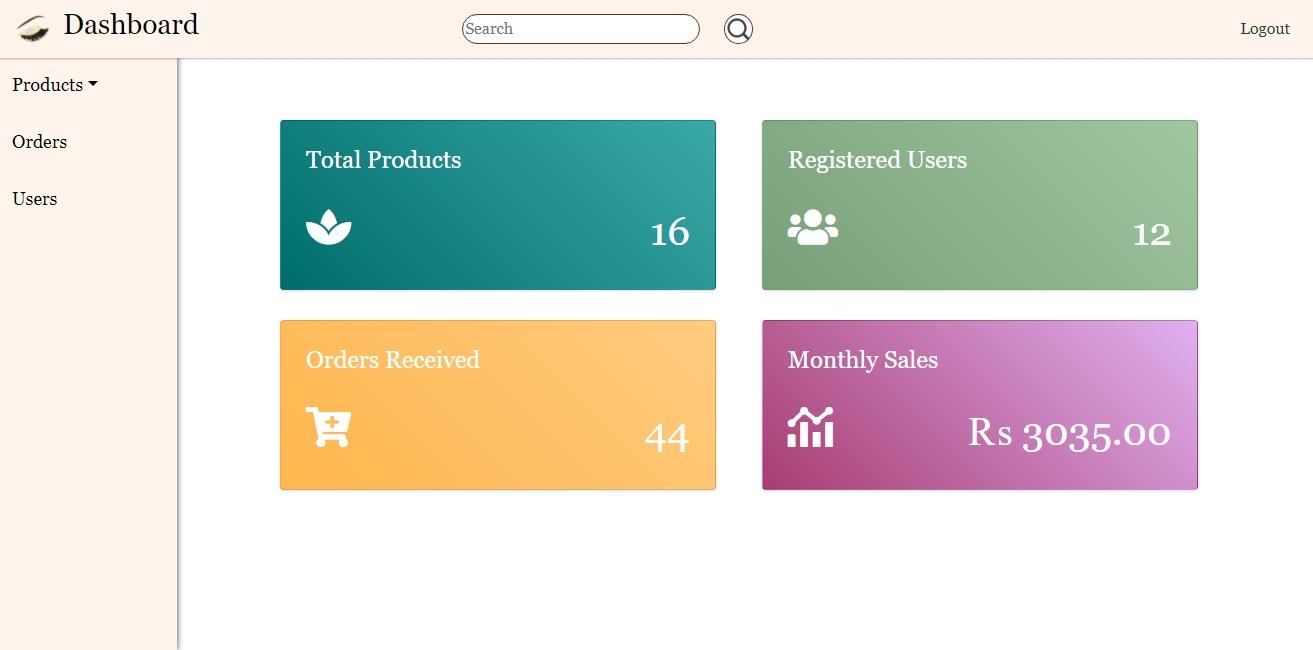 Dashboard
Search
Logout
Products
Orders
Users
Total Products
16
Registered Users
12
Orders Received
44
Monthly Sales
Rs 3035.00